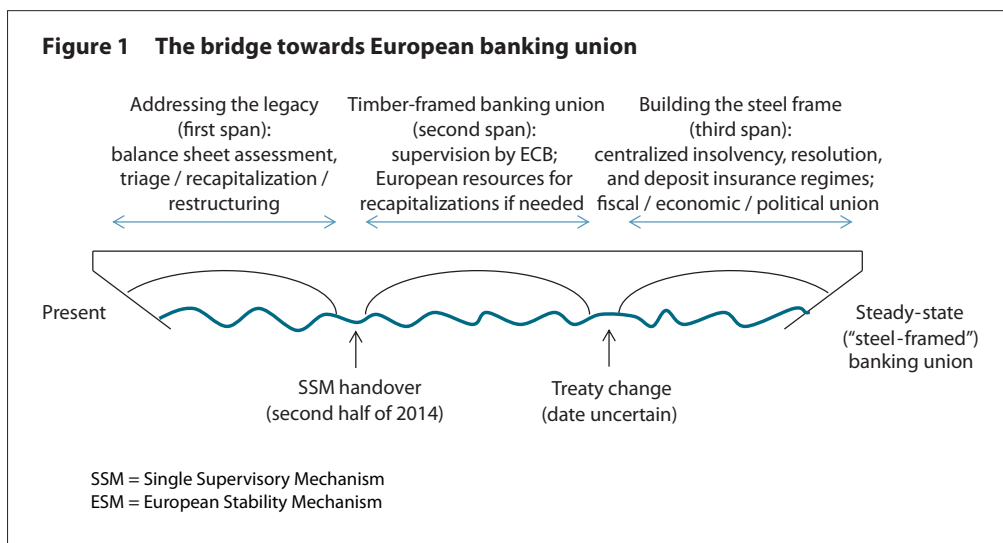 Figure 1 The bridge towards European banking union
Addressing the legacy
(first span):
balance sheet assessment,
triage / recapitalization /
restructuring
Timber-framed banking union
(second span):
supervision by ECB;
European resources for
recapitalizations if needed
Building the steel frame
(third span):
centralized insolvency, resolution,
and deposit insurance regimes;
fiscal / economic / political union
Present
Steady-state
(“steel-framed”)
banking union
SSM handover
(second half of 2014)
Treaty change
(date uncertain)
SSM = Single Supervisory Mechanism
ESM = European Stability Mechanism